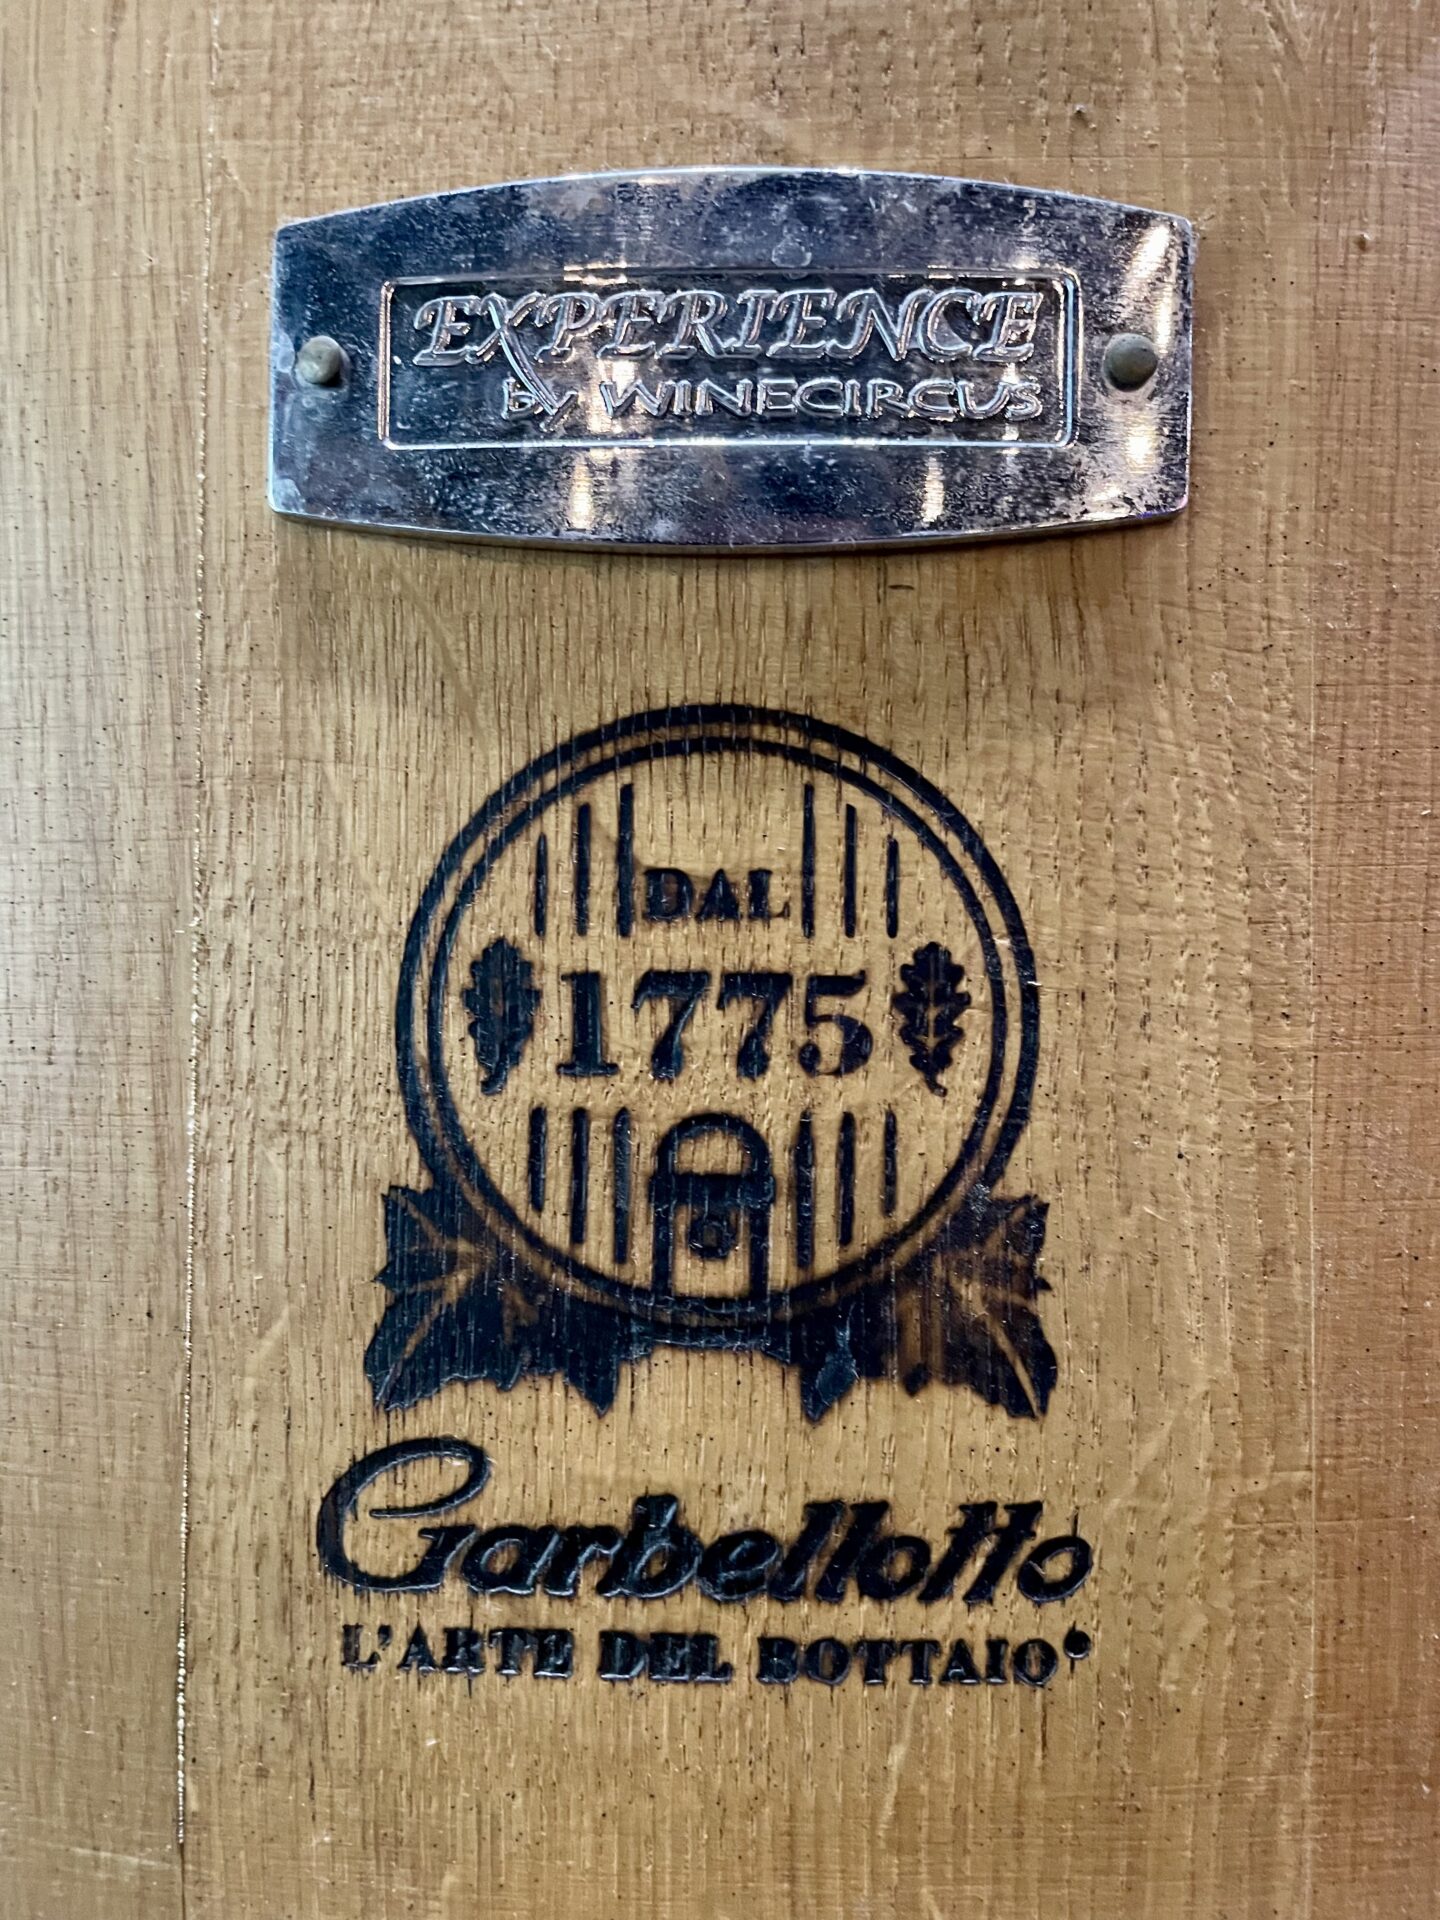 EXPERIENCE
by WINECIRCUS
DAL
1775
Garbellotto
L'ARTE DEL BOTTAIO®